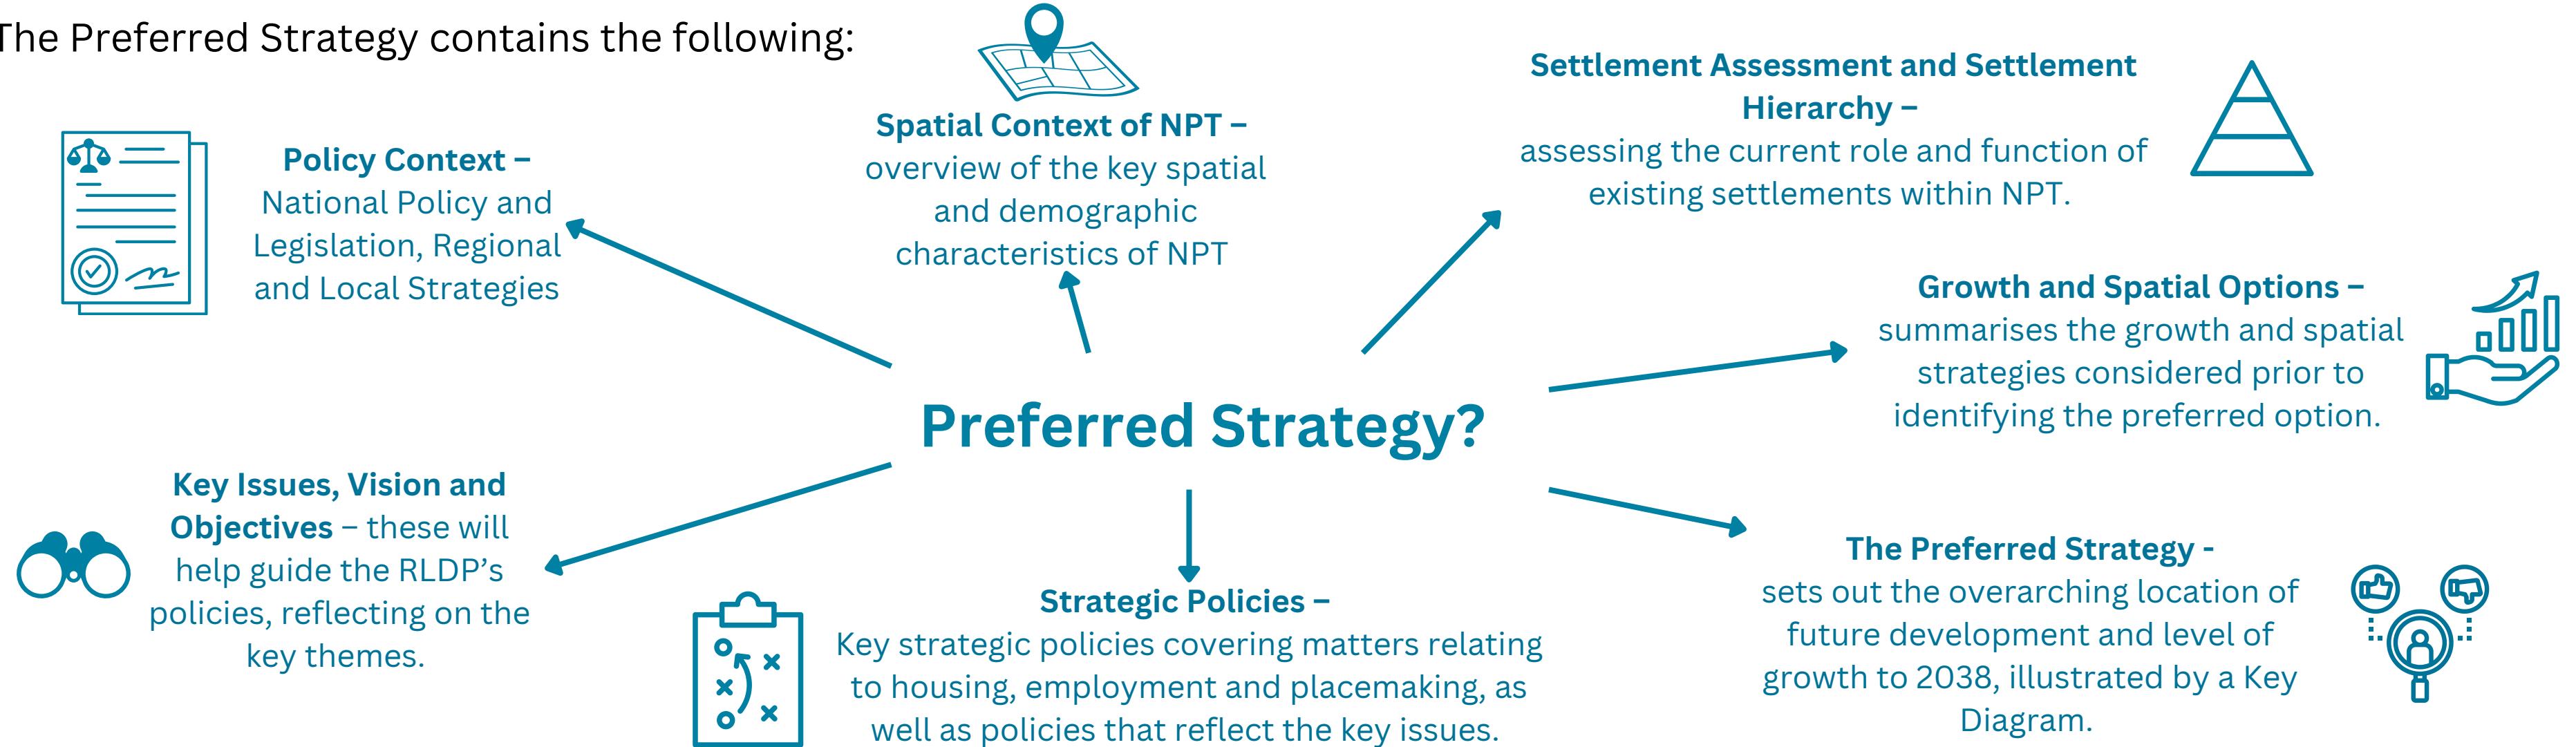 The Preferred Strategy contains the following:
Policy Context –
National Policy and
Legislation, Regional
and Local Strategies
Spatial Context of NPT –
overview of the key spatial
and demographic
characteristics of NPT
Settlement Assessment and Settlement
Hierarchy –
assessing the current role and function of
existing settlements within NPT.
Growth and Spatial Options –
summarises the growth and spatial
strategies considered prior to
identifying the preferred option.
Preferred Strategy?
Key Issues, Vision and
Objectives – these will
help guide the RLDP’s
policies, reflecting on the
key themes.
Strategic Policies –
Key strategic policies covering matters relating
to housing, employment and placemaking, as
well as policies that reflect the key issues.
The Preferred Strategy -
sets out the overarching location of
future development and level of
growth to 2038, illustrated by a Key
Diagram.